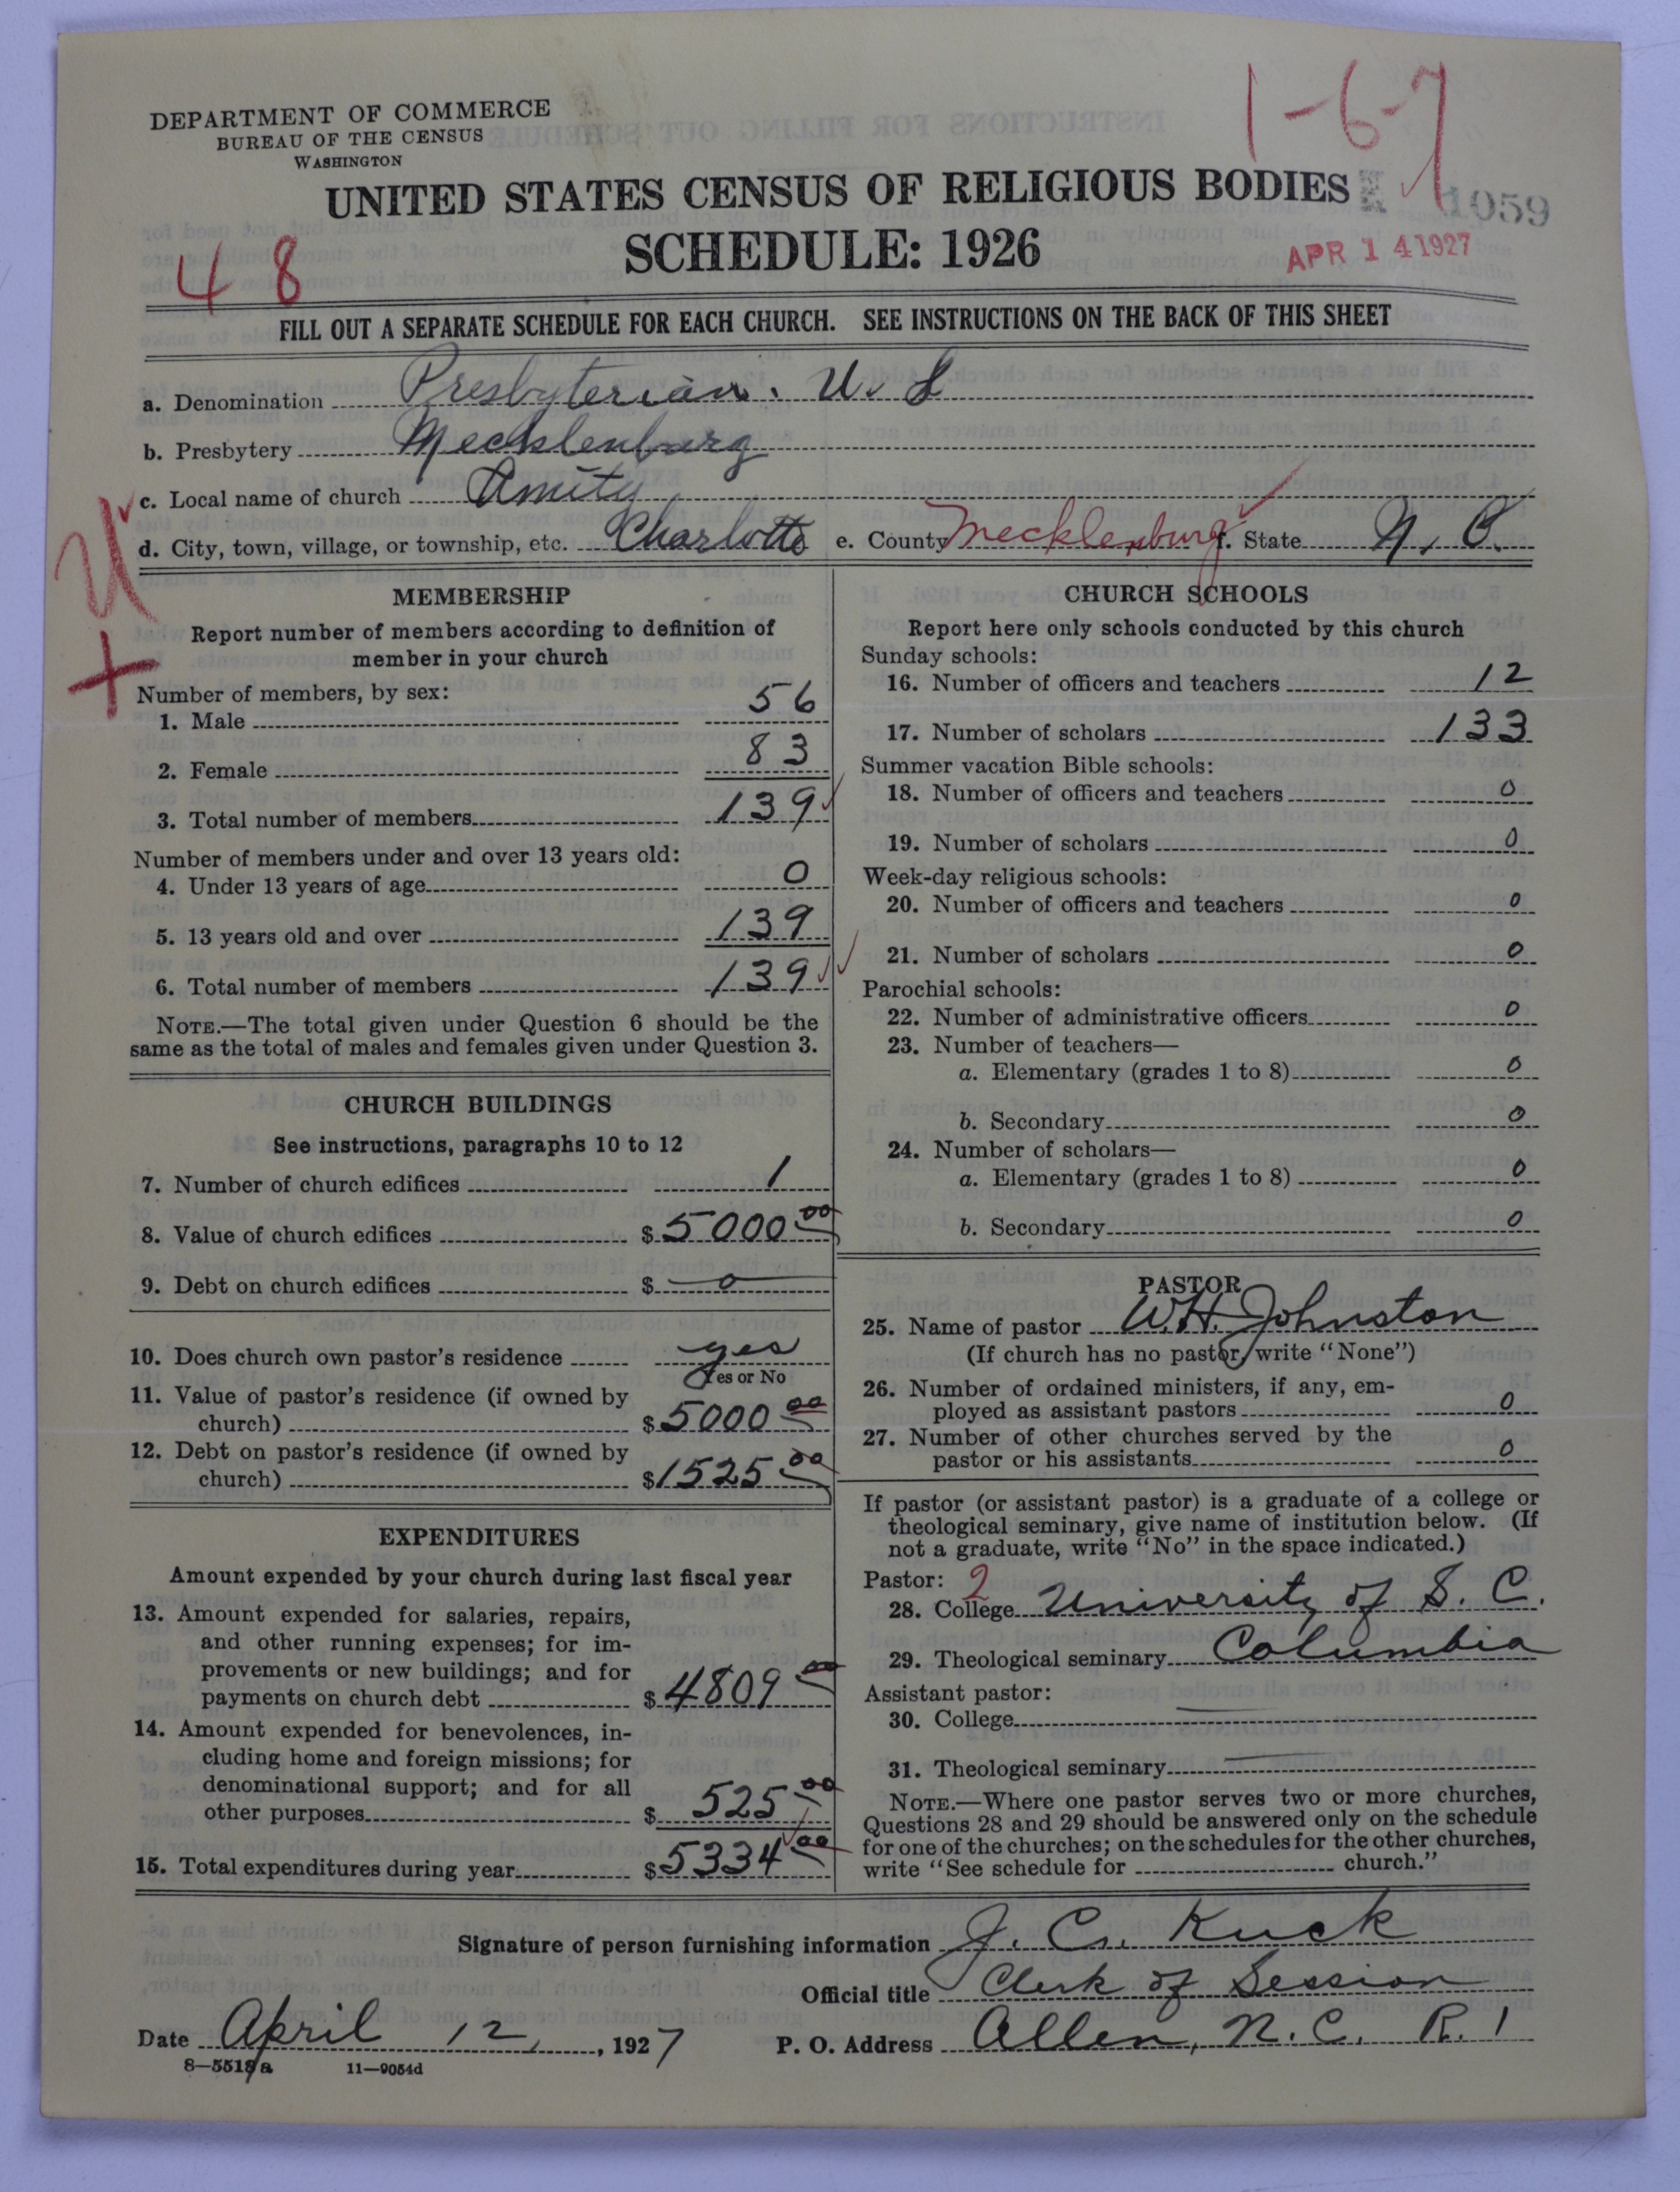 DEPARTMENT OF COMMERCE
BUREAU OF THE CENSUS
WASHINGTON
1-6-7
UNITED STATES CENSUS OF RELIGIOUS BODIES
1059
SCHEDULE: 1926
APR 14 1927
48
FILL OUT A SEPARATE SCHEDULE FOR EACH CHURCH. SEE INSTRUCTIONS ON THE BACK OF THIS SHEET
a. Denomination Presbyterian. U. S
b. Presbytery Mecklenburg
c. Local name of church Amity
d. City, town, village, or township, etc. Charlotte e. County Mecklenburg f. State N. C.
MEMBERSHIP
Report number of members according to definition of
member in your church
Number of members, by sex:
1. Male 56
2. Female 83
3. Total number of members 139
Number of members under and over 13 years old:
4. Under 13 years of age 0
5. 13 years old and over 139
6. Total number of members 139
NOTE.—The total given under Question 6 should be the
same as the total of males and females given under Question 3.
CHURCH BUILDINGS
See instructions, paragraphs 10 to 12
7. Number of church edifices 1
8. Value of church edifices $5000 00
9. Debt on church edifices $ 0
10. Does church own pastor's residence yes
Yes or No
11. Value of pastor's residence (if owned by
church) $5000 00
12. Debt on pastor's residence (if owned by
church) $1525 00
EXPENDITURES
Amount expended by your church during last fiscal year
13. Amount expended for salaries, repairs,
and other running expenses; for im-
provements or new buildings; and for
payments on church debt $4809 00
14. Amount expended for benevolences, in-
cluding home and foreign missions; for
denominational support; and for all
other purposes $ 525 00
15. Total expenditures during year $5334 00
CHURCH SCHOOLS
Report here only schools conducted by this church
Sunday schools:
16. Number of officers and teachers 12
17. Number of scholars 133
Summer vacation Bible schools:
18. Number of officers and teachers 0
19. Number of scholars 0
Week-day religious schools:
20. Number of officers and teachers 0
21. Number of scholars 0
Parochial schools:
22. Number of administrative officers 0
23. Number of teachers—
a. Elementary (grades 1 to 8) 0
b. Secondary 0
24. Number of scholars—
a. Elementary (grades 1 to 8) 0
b. Secondary 0
PASTOR
25. Name of pastor W.H. Johnston
(If church has no pastor, write "None")
26. Number of ordained ministers, if any, em-
ployed as assistant pastors 0
27. Number of other churches served by the
pastor or his assistants 0
If pastor (or assistant pastor) is a graduate of a college or
theological seminary, give name of institution below. (If
not a graduate, write "No" in the space indicated.)
Pastor: 2
28. College University of S. C.
29. Theological seminary Columbia
Assistant pastor:
30. College
31. Theological seminary
NOTE.—Where one pastor serves two or more churches,
Questions 28 and 29 should be answered only on the schedule
for one of the churches; on the schedules for the other churches,
write "See schedule for church."
Signature of person furnishing information J. C. Kuck
Official title Clerk of Session
Date April 12, 1927 P. O. Address Allen, N. C. R. 1
8—5518a 11—9054d